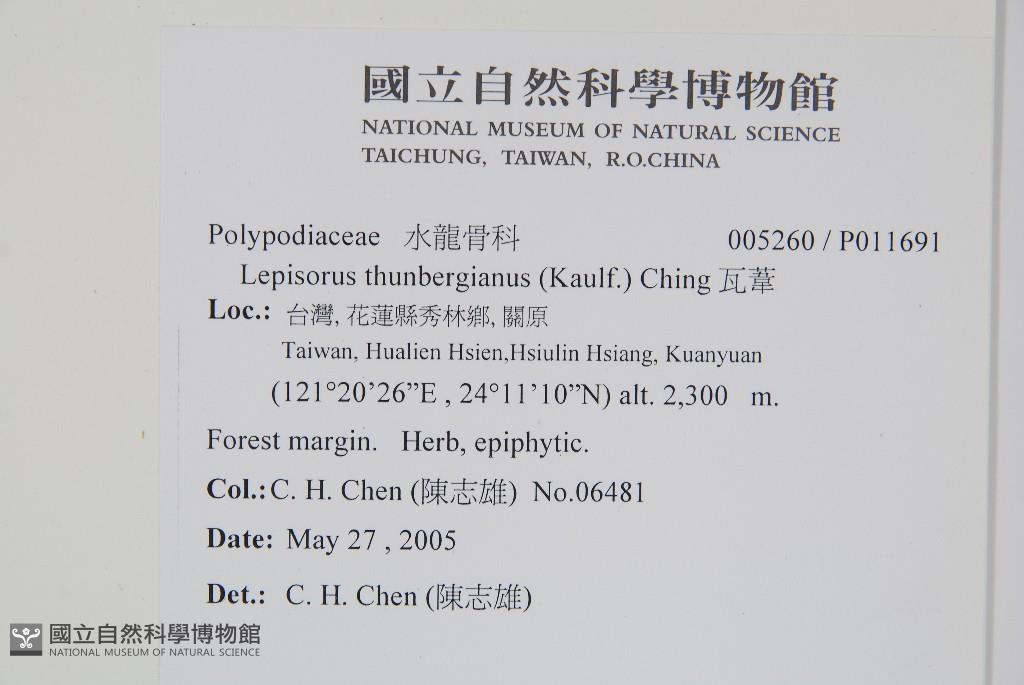 國立自然科學博物館
NATIONAL MUSEUM OF NATURAL SCIENCE
TAICHUNG, TAIWAN, R.O.CHINA
Polypodiaceae 水龍骨科 005260 / P011691
Lepisorus thunbergianus (Kaulf.) Ching 瓦葦
Loc.: 台灣, 花蓮縣秀林鄉, 關原
Taiwan, Hualien Hsien,Hsiulin Hsiang, Kuanyuan
(121°20’26”E , 24°11’10”N) alt. 2,300 m.
Forest margin. Herb, epiphytic.
Col.: C. H. Chen (陳志雄) No.06481
Date: May 27 , 2005
Det.: C. H. Chen (陳志雄)
國立自然科學博物館
NATIONAL MUSEUM OF NATURAL SCIENCE